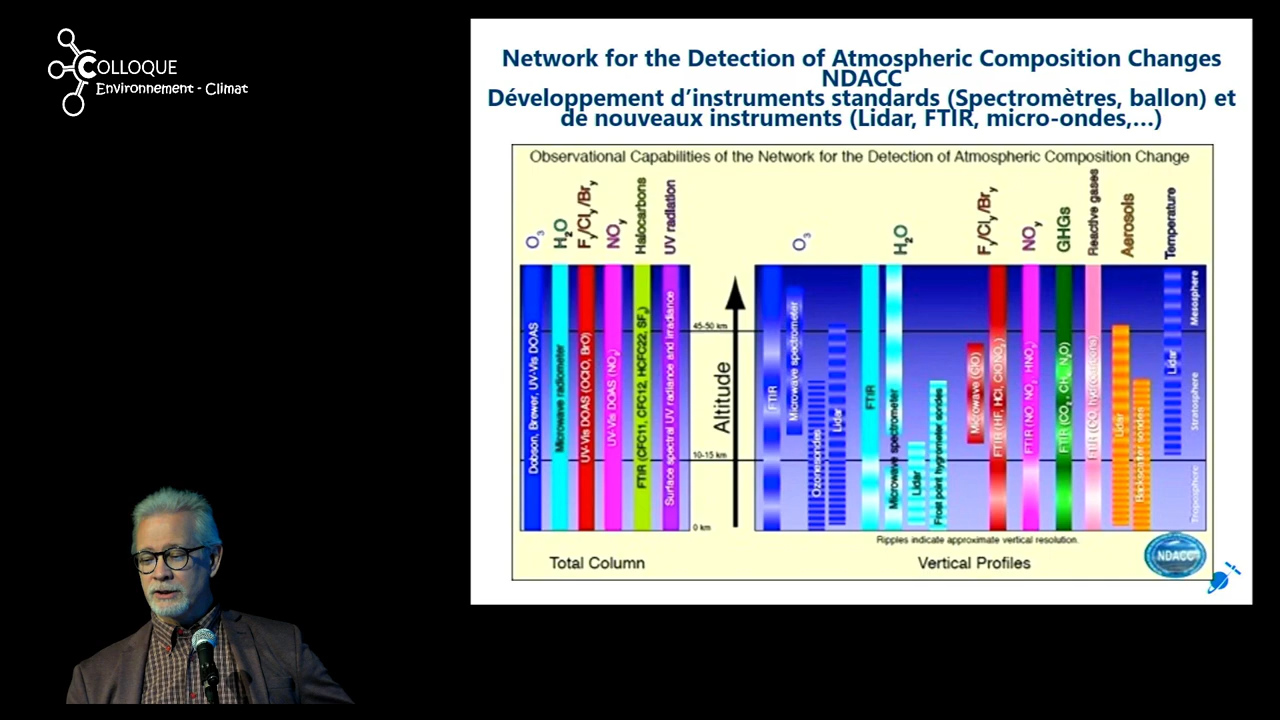 COLLOQUE
Environnement - Climat
Network for the Detection of Atmospheric Composition Changes
NDACC
Développement d'instruments standards (Spectromètres, ballon) et
de nouveaux instruments (Lidar, FTIR, micro-ondes,...)
Observational Capabilities of the Network for the Detection of Atmospheric Composition Change
O3
H2O
Fy/Cly/Bry
NOy
Halocarbons
UV radiation
O3
H2O
Fy/Cly/Bry
NOy
GHGs
Reactive gases
Aerosols
Temperature
Dobson, Brewer, UV-Vis DOAS
Microwave radiometer
UV-Vis DOAS (OClO, BrO)
UV-Vis DOAS (NO2)
FTIR (CFC11, CFC12, HCFC22, SF6)
Surface spectral UV radiance and irradiance
45-50 km
10-15 km
0 km
Altitude
FTIR
Microwave spectrometer
Ozonesondes
Lidar
FTIR
Microwave spectrometer
Lidar
Frost point hygrometer sondes
Microwave (ClO)
FTIR (HF, HCl, ClONO2)
FTIR (NO, NO2, HNO3)
FTIR (CO2, CH4, N2O)
FTIR (CO, hydrocarbons)
Lidar
Backscatter sondes
Lidar
Mesosphere
Stratosphere
Troposphere
Ripples indicate approximate vertical resolution.
Total Column
Vertical Profiles
NDACC